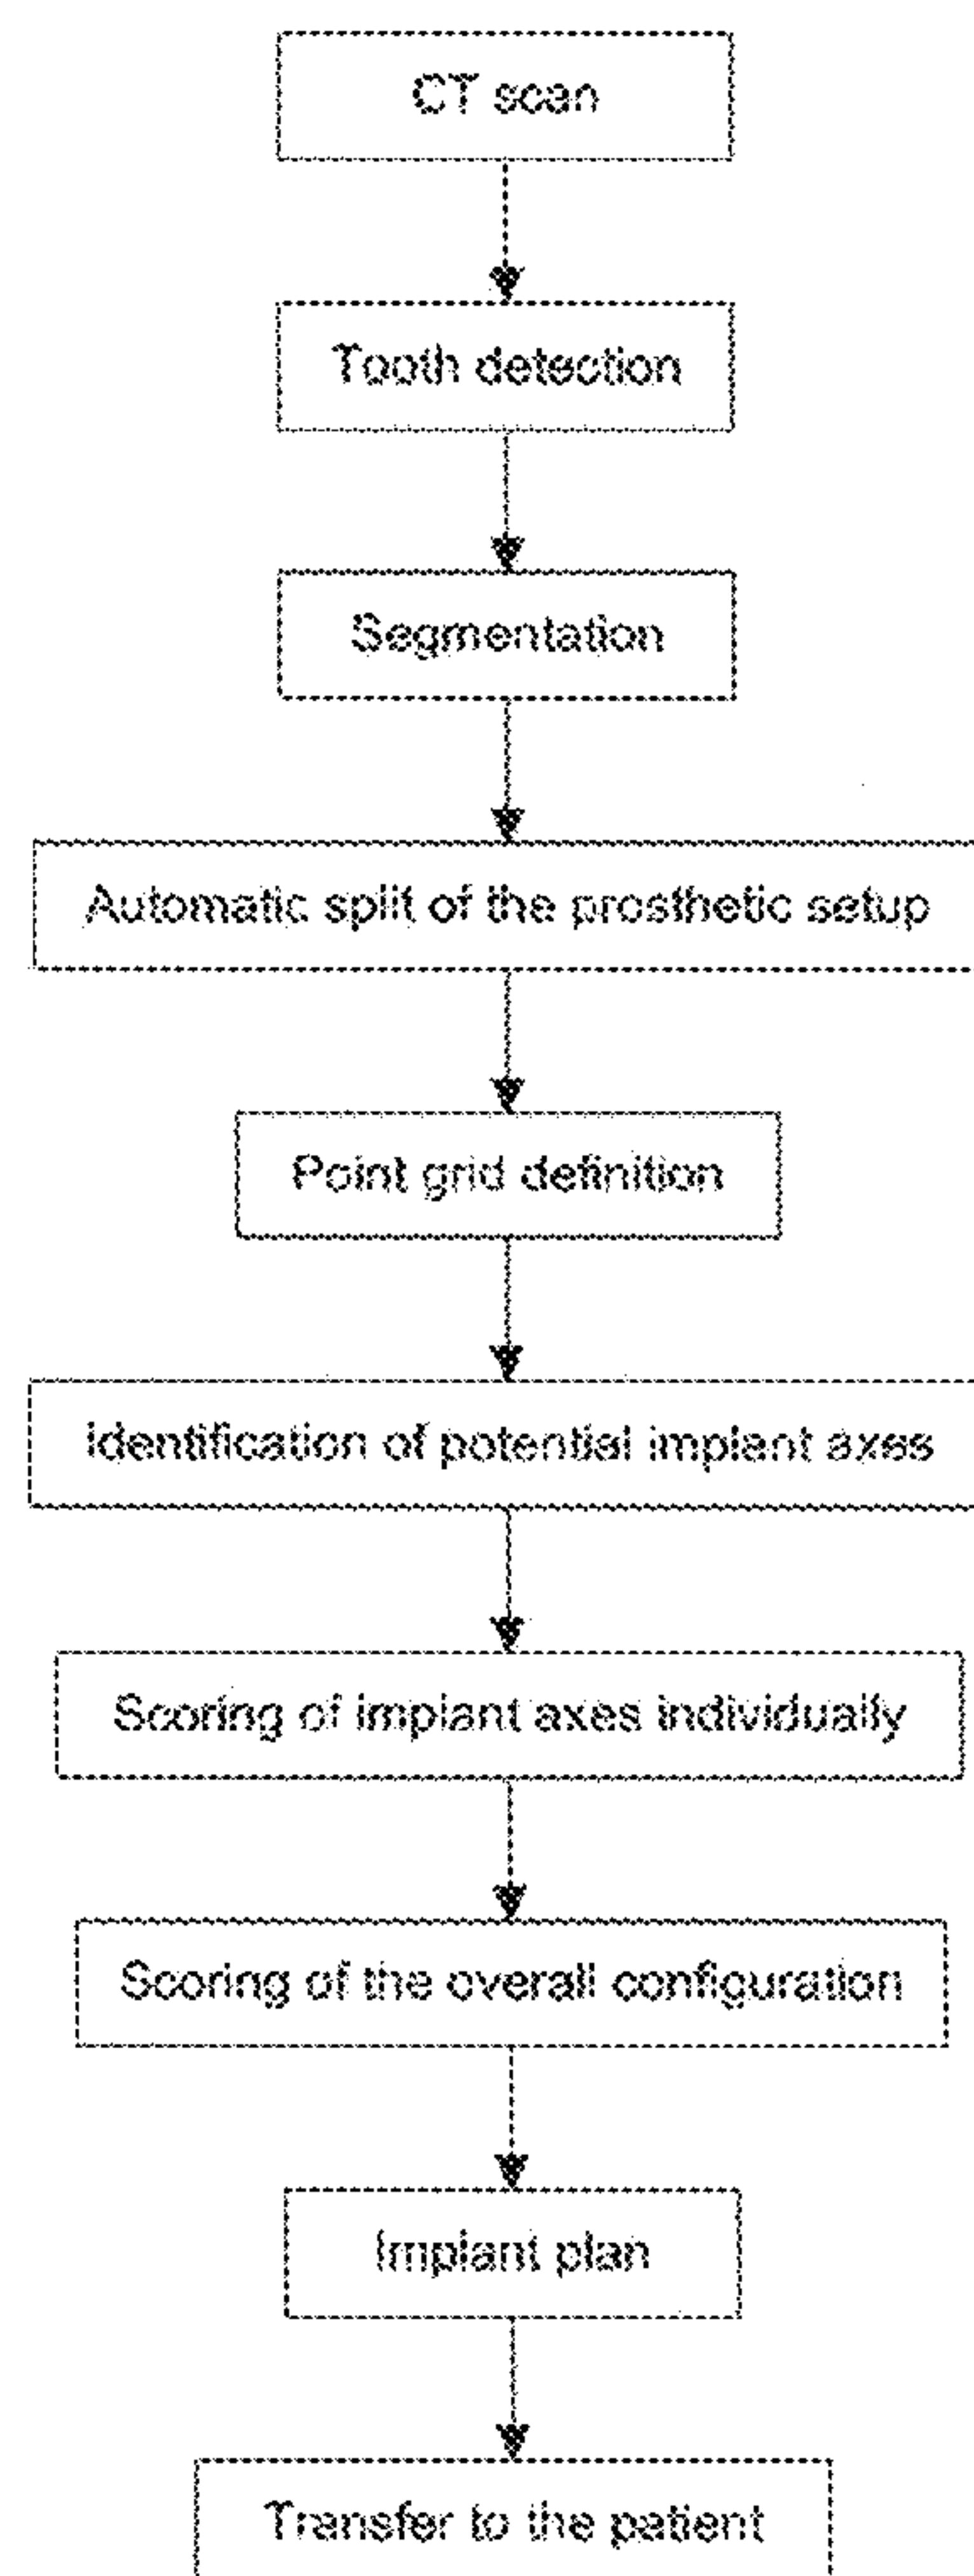 CT scan
Tooth detection
Segmentation
Automatic split of the prosthetic setup
Point grid definition
Identification of potential implant axes
Scoring of implant axes individually
Scoring of the overall configuration
Implant plan
Transfer to the patient